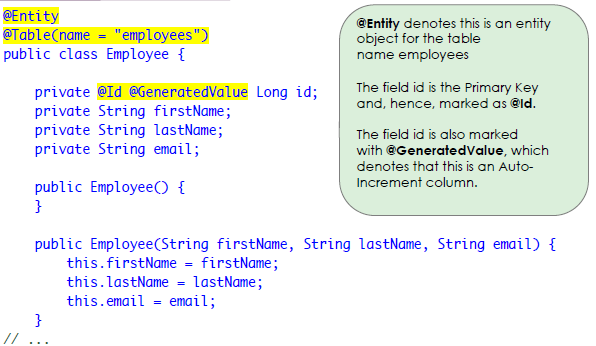 @Entity
@Table(name = "employees")
public class Employee {
private @Id @GeneratedValue Long id;
private String firstName;
private String lastName;
private String email;
public Employee() {
}
public Employee(String firstName, String lastName, String email) {
this.firstName = firstName;
this.lastName = lastName;
this.email = email;
}
// ...
@Entity denotes this is an entity
object for the table
name employees
The field id is the Primary Key
and, hence, marked as @Id.
The field id is also marked
with @GeneratedValue, which
denotes that this is an Auto-
Increment column.